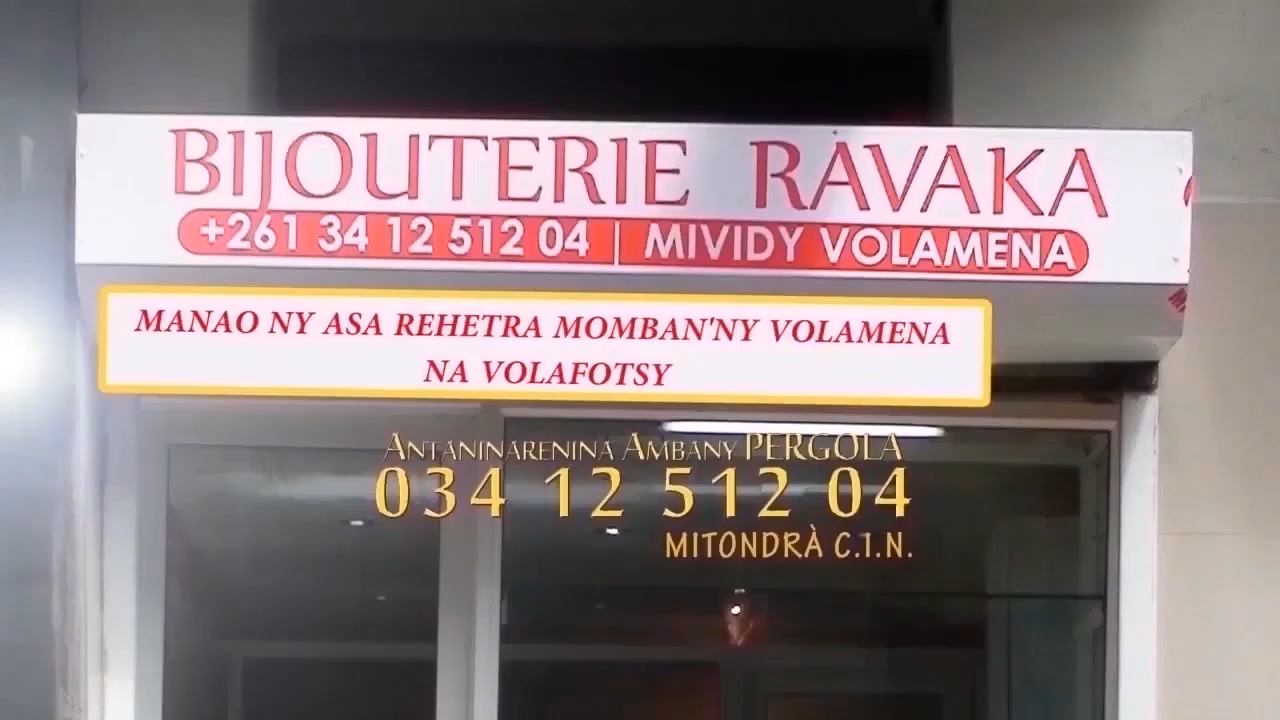 BIJOUTERIE RAVAKA
+261 34 12 512 04 | MIVIDY VOLAMENA
MANAO NY ASA REHETRA MOMBAN'NY VOLAMENA
NA VOLAFOTSY
ANTANINARENINA AMBANY PERGOLA
034 12 512 04
MITONDRÀ C.I.N.